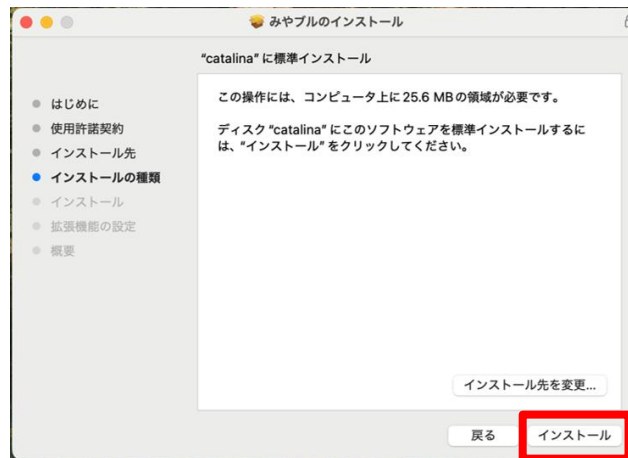 みやブルのインストール
“catalina” に標準インストール
はじめに
使用許諾契約
インストール先
インストールの種類
インストール
拡張機能の設定
概要
この操作には、コンピュータ上に 25.6 MB の領域が必要です。
ディスク “catalina” にこのソフトウェアを標準インストールするに
は、“インストール” をクリックしてください。
インストール先を変更...
戻る
インストール